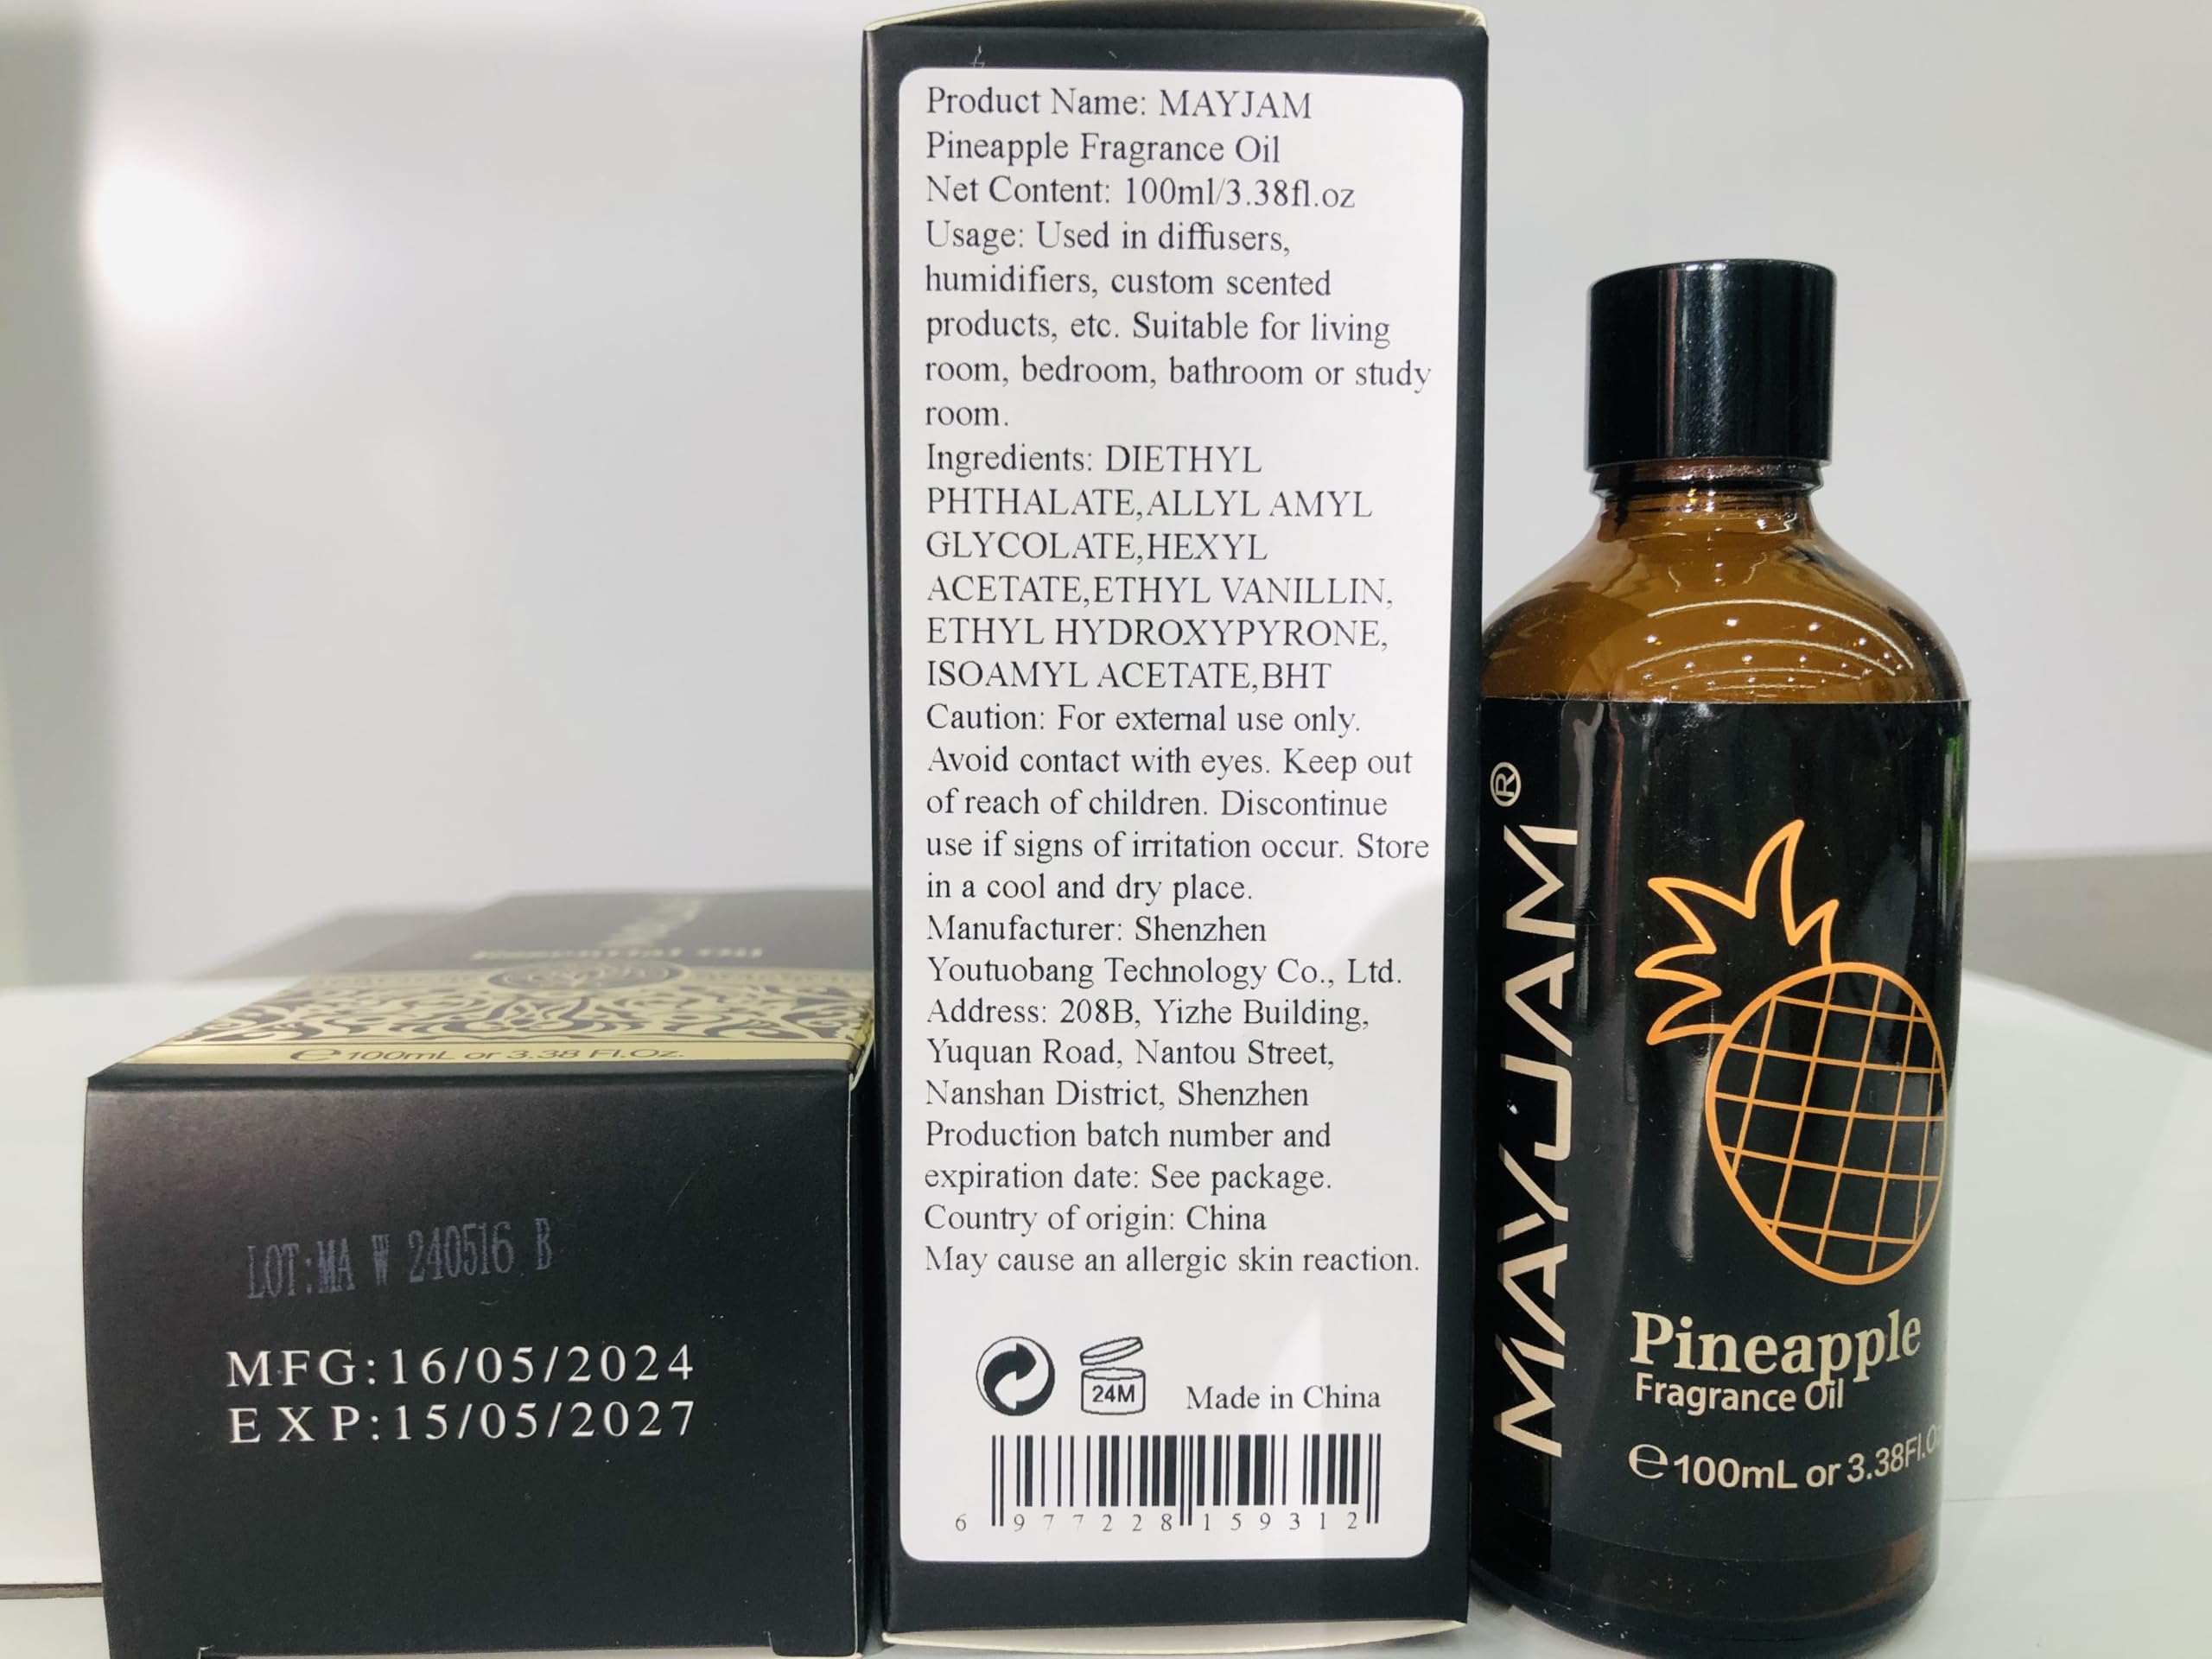 Essential Oil
℮100mL or 3.38 Fl.Oz.
LOT:MA W 240516 B
MFG:16/05/2024
EXP:15/05/2027
Product Name: MAYJAM
Pineapple Fragrance Oil
Net Content: 100ml/3.38fl.oz
Usage: Used in diffusers,
humidifiers, custom scented
products, etc. Suitable for living
room, bedroom, bathroom or study
room.
Ingredients: DIETHYL
PHTHALATE,ALLYL AMYL
GLYCOLATE,HEXYL
ACETATE,ETHYL VANILLIN,
ETHYL HYDROXYPYRONE,
ISOAMYL ACETATE,BHT
Caution: For external use only.
Avoid contact with eyes. Keep out
of reach of children. Discontinue
use if signs of irritation occur. Store
in a cool and dry place.
Manufacturer: Shenzhen
Youtuobang Technology Co., Ltd.
Address: 208B, Yizhe Building,
Yuquan Road, Nantou Street,
Nanshan District, Shenzhen
Production batch number and
expiration date: See package.
Country of origin: China
May cause an allergic skin reaction.
24M
Made in China
6 977228 159312
MAYJAM®
Pineapple
Fragrance Oil
℮100mL or 3.38Fl.O